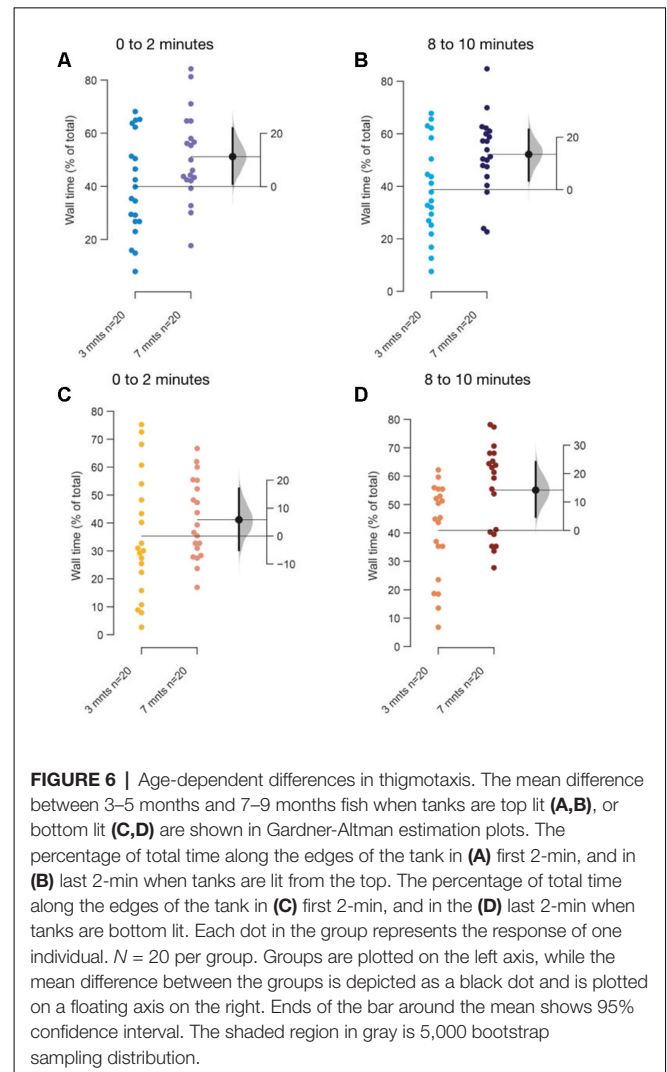 0 to 2 minutes
8 to 10 minutes
A
B
80
60
40
20
Wall time (% of total)
20
0
3 mnts n=20
7 mnts n=20
80
60
40
20
0
Wall time (% of total)
20
0
3 mnts n=20
7 mnts n=20
0 to 2 minutes
8 to 10 minutes
C
D
80
70
60
50
40
30
20
10
0
Wall time (% of total)
20
10
0
−10
3 mnts n=20
7 mnts n=20
80
70
60
50
40
30
20
10
0
Wall time (% of total)
30
20
10
0
3 mnts n=20
7 mnts n=20
FIGURE 6 | Age-dependent differences in thigmotaxis. The mean difference
between 3–5 months and 7–9 months fish when tanks are top lit (A,B), or
bottom lit (C,D) are shown in Gardner-Altman estimation plots. The
percentage of total time along the edges of the tank in (A) first 2-min, and in
(B) last 2-min when tanks are lit from the top. The percentage of total time
along the edges of the tank in (C) first 2-min, and in the (D) last 2-min when
tanks are bottom lit. Each dot in the group represents the response of one
individual. N = 20 per group. Groups are plotted on the left axis, while the
mean difference between the groups is depicted as a black dot and is plotted
on a floating axis on the right. Ends of the bar around the mean shows 95%
confidence interval. The shaded region in gray is 5,000 bootstrap
sampling distribution.